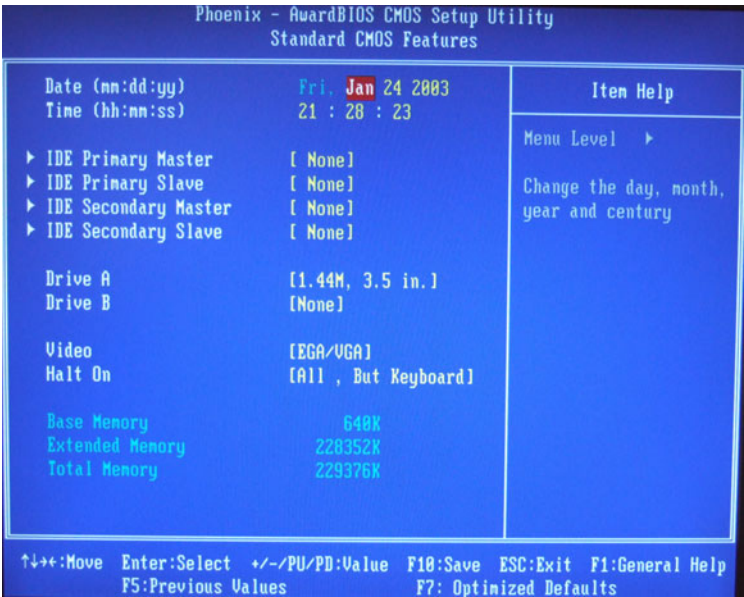 Phoenix - AwardBIOS CMOS Setup Utility
Standard CMOS Features
Date (mm:dd:yy) Fri, Jan 24 2003
Time (hh:mm:ss) 21 : 28 : 23
IDE Primary Master [ None]
IDE Primary Slave [ None]
IDE Secondary Master [ None]
IDE Secondary Slave [ None]
Drive A [1.44M, 3.5 in.]
Drive B [None]
Video [EGA/VGA]
Halt On [All , But Keyboard]
Base Memory 640K
Extended Memory 228352K
Total Memory 229376K
Item Help
Menu Level ▸
Change the day, month,
year and century
↑↓→←:Move Enter:Select +/-/PU/PD:Value F10:Save ESC:Exit F1:General Help
F5:Previous Values F7: Optimized Defaults